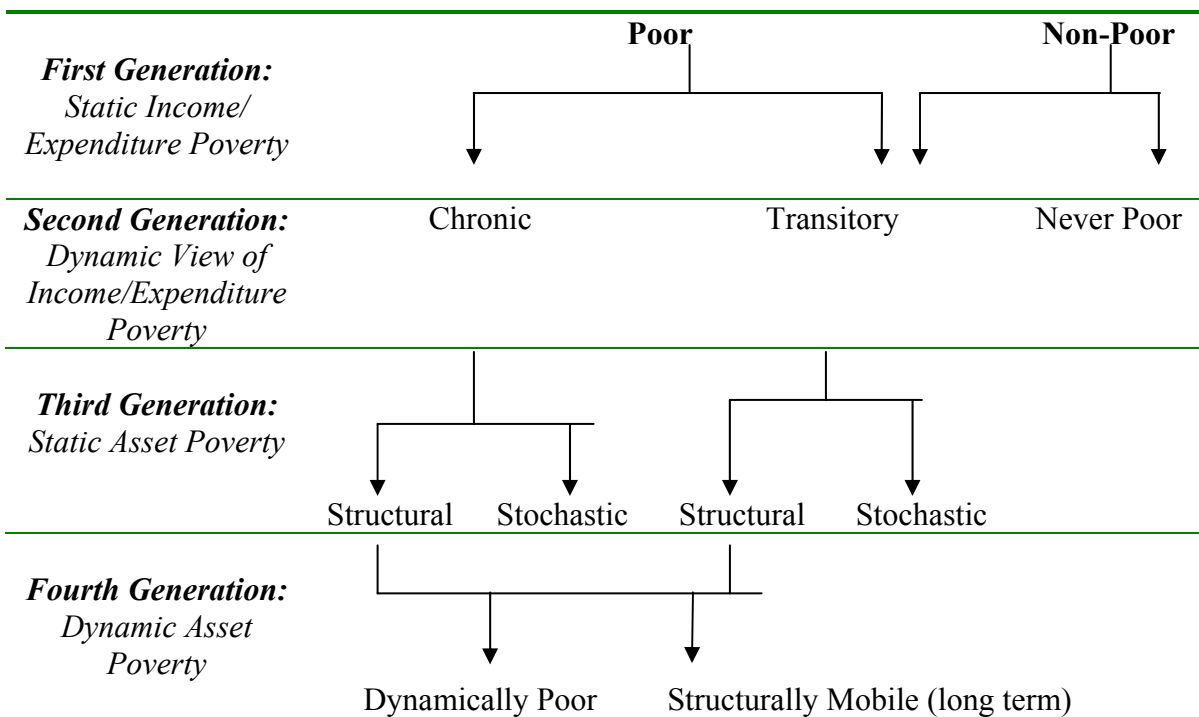 Poor Non-Poor
First Generation:
Static Income/
Expenditure Poverty
Second Generation: Chronic Transitory Never Poor
Dynamic View of
Income/Expenditure
Poverty
Third Generation:
Static Asset Poverty
Structural Stochastic Structural Stochastic
Fourth Generation:
Dynamic Asset
Poverty
Dynamically Poor Structurally Mobile (long term)